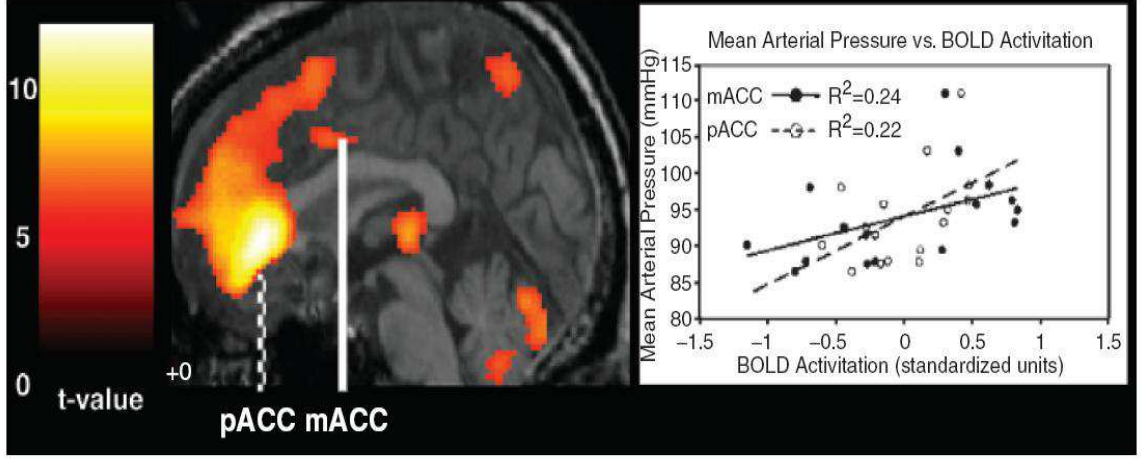 10
5
0
t-value
+0
pACC mACC
Mean Arterial Pressure vs. BOLD Activitation
Mean Arterial Pressure (mmHg)
115
110
105
100
95
90
85
80
mACC R²=0.24
pACC R²=0.22
−1.5 −1 −0.5 0 0.5 1 1.5
BOLD Activitation (standardized units)